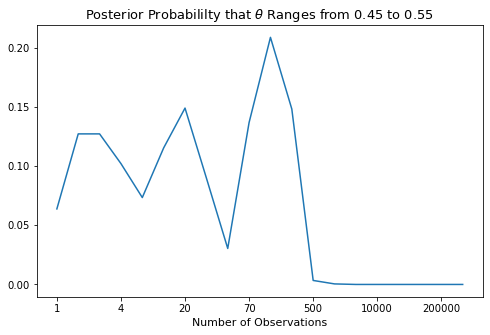 Posterior Probabililty that θ Ranges from 0.45 to 0.55
0.20
0.15
0.10
0.05
0.00
1 4 20 70 500 10000 200000
Number of Observations